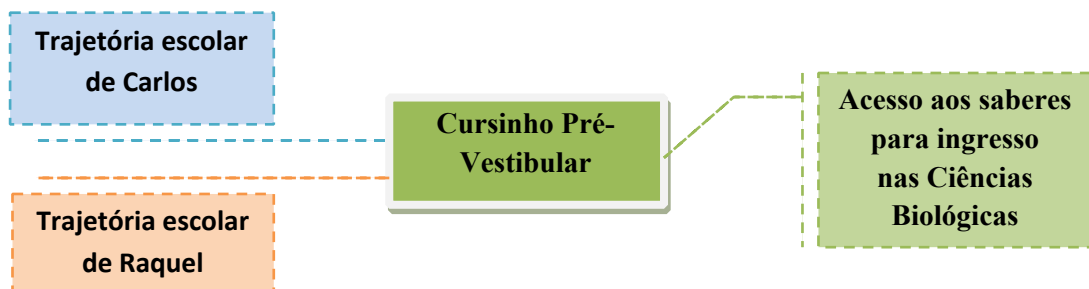 Trajetória escolar
de Carlos
Cursinho Pré-
Vestibular
Acesso aos saberes
para ingresso
nas Ciências
Biológicas
Trajetória escolar
de Raquel